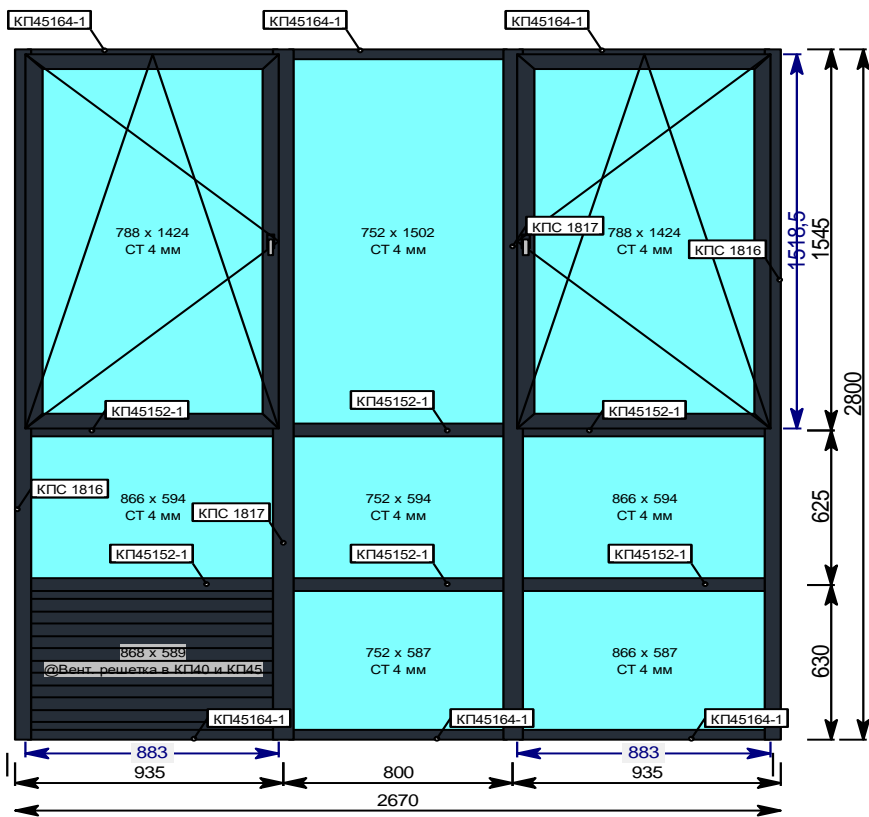 КП45164-1
КП45164-1
КП45164-1
788 x 1424
СТ 4 мм
752 x 1502
СТ 4 мм
КПС 1817
788 x 1424
СТ 4 мм
КПС 1816
1518,5
1545
2800
КП45152-1
КП45152-1
КП45152-1
КПС 1816
866 x 594
СТ 4 мм
КПС 1817
752 x 594
СТ 4 мм
866 x 594
СТ 4 мм
625
КП45152-1
КП45152-1
КП45152-1
868 x 589
@Вент. решетка в КП40 и КП45
752 x 587
СТ 4 мм
866 x 587
СТ 4 мм
630
КП45164-1
КП45164-1
КП45164-1
883
883
935
800
935
2670